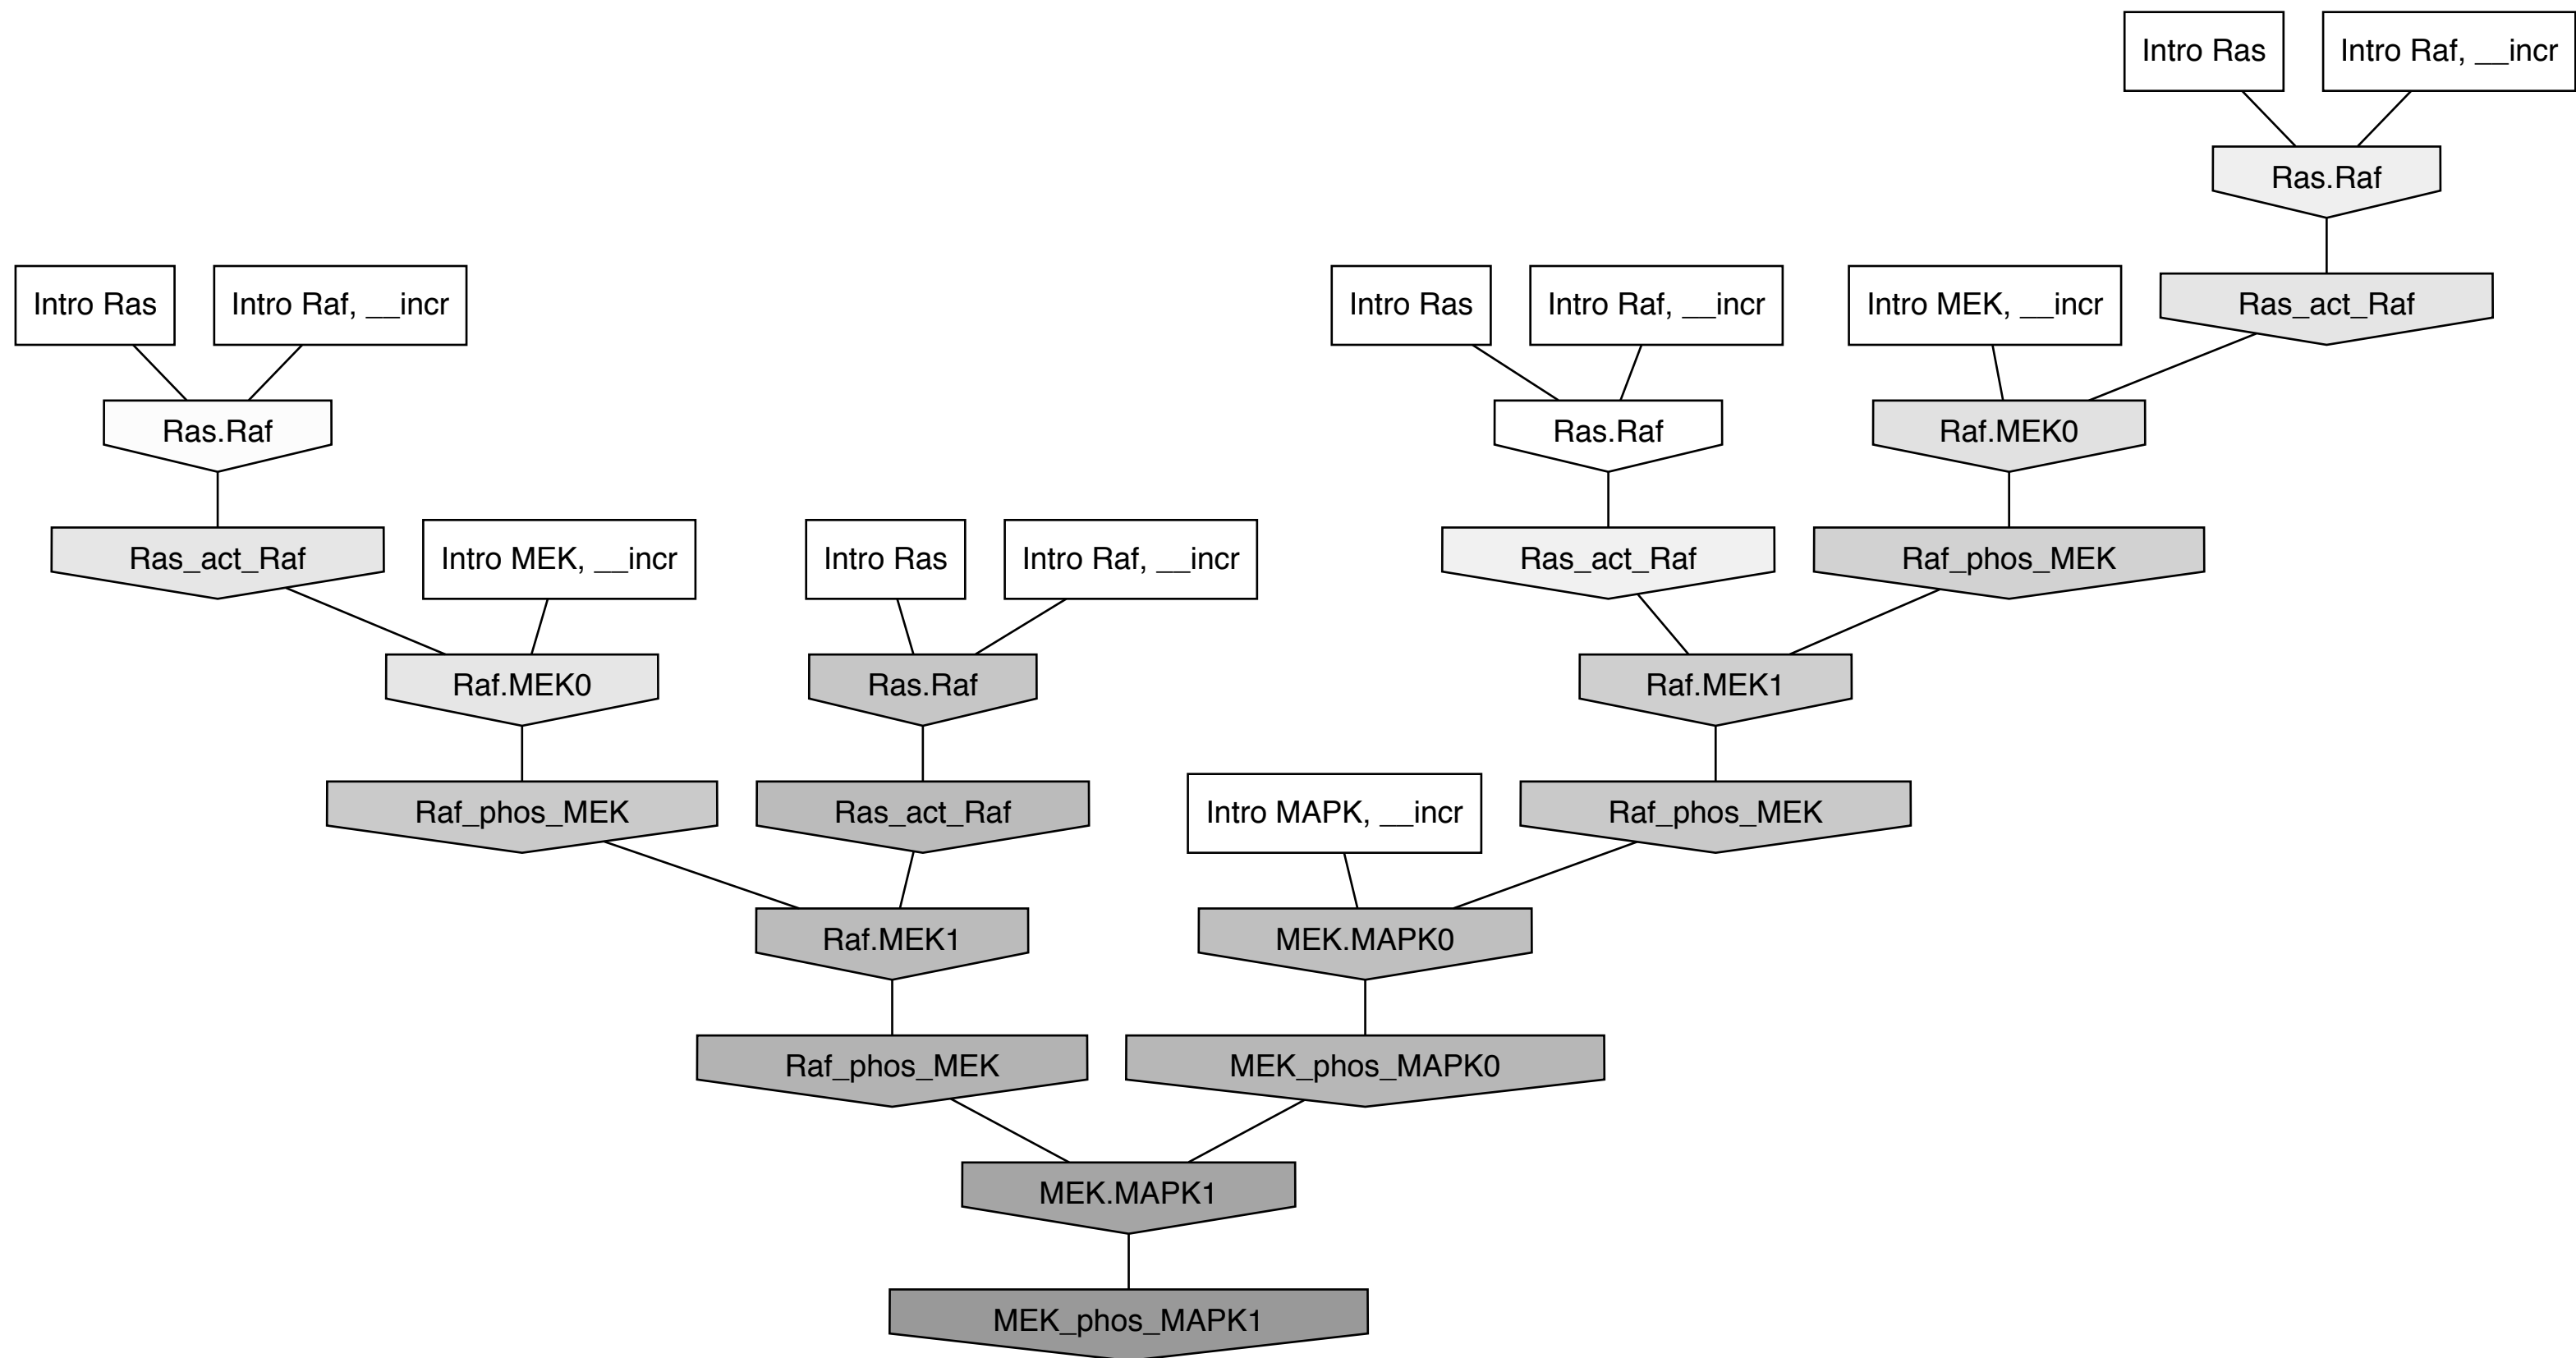 Intro Ras
Intro Raf, __incr
Ras.Raf
Intro Ras
Intro Raf, __incr
Intro Ras
Intro Raf, __incr
Intro MEK, __incr
Ras_act_Raf
Ras.Raf
Ras.Raf
Raf.MEK0
Ras_act_Raf
Intro MEK, __incr
Intro Ras
Intro Raf, __incr
Ras_act_Raf
Raf_phos_MEK
Raf.MEK0
Ras.Raf
Raf.MEK1
Raf_phos_MEK
Ras_act_Raf
Intro MAPK, __incr
Raf_phos_MEK
Raf.MEK1
MEK.MAPK0
Raf_phos_MEK
MEK_phos_MAPK0
MEK.MAPK1
MEK_phos_MAPK1